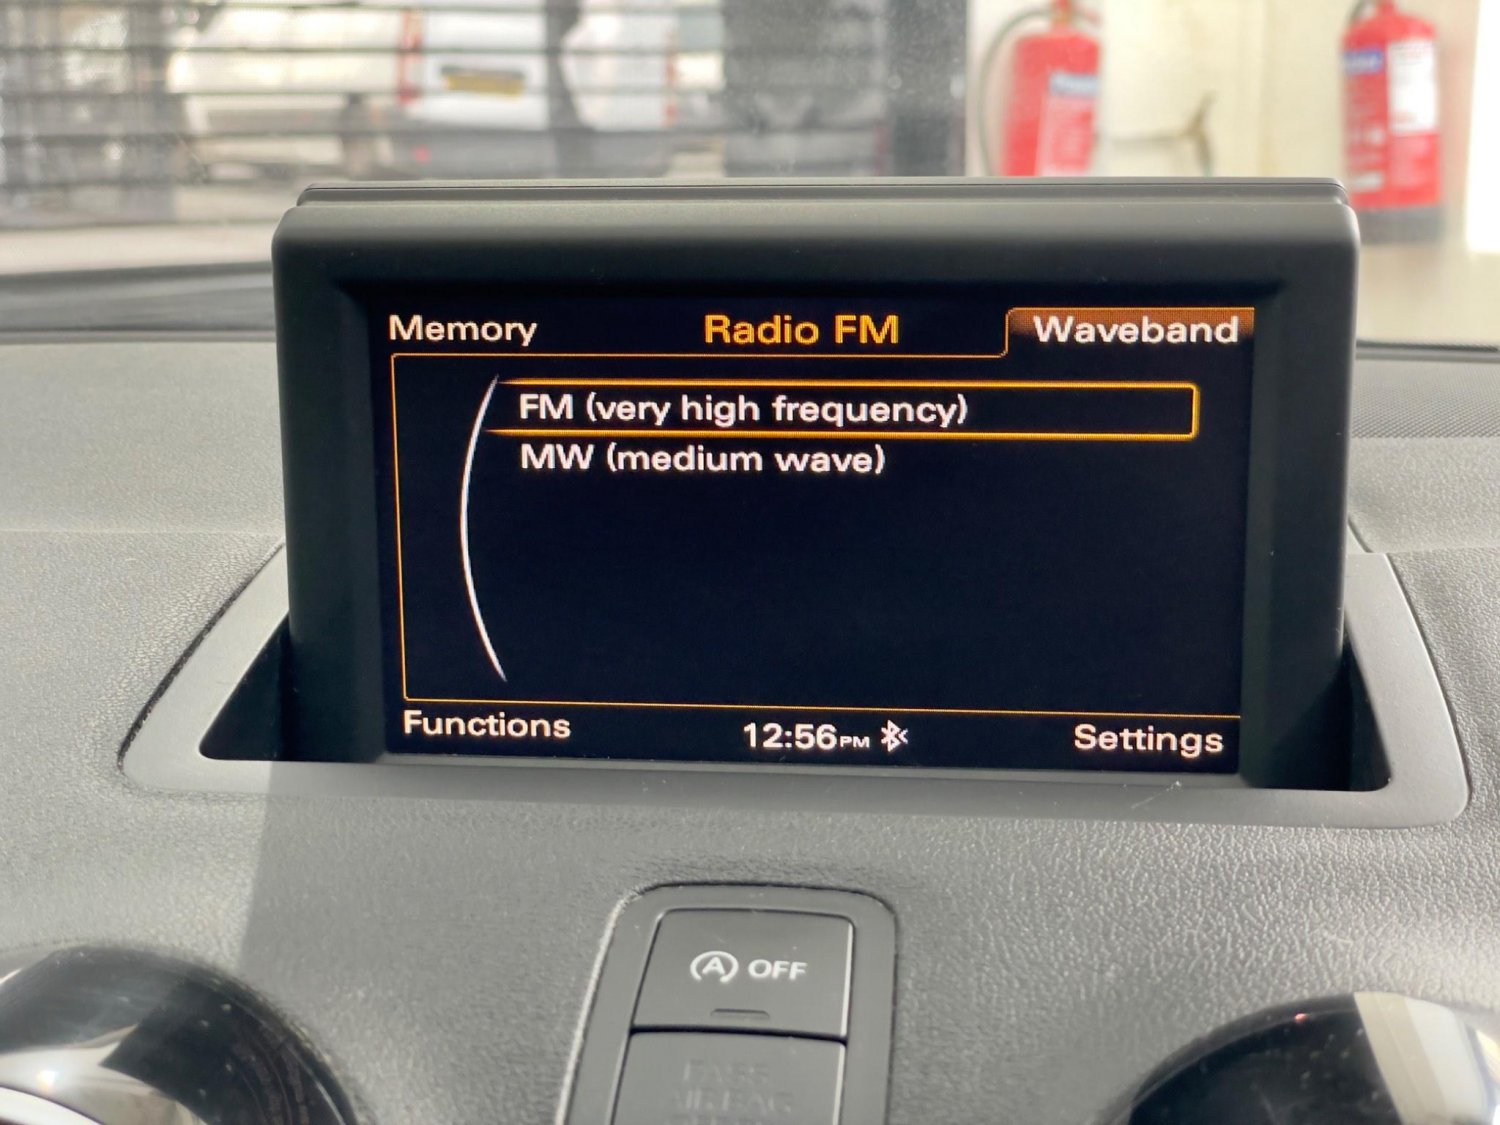 Memory Radio FM Waveband
FM (very high frequency)
MW (medium wave)
Functions 12:56PM Settings
A OFF